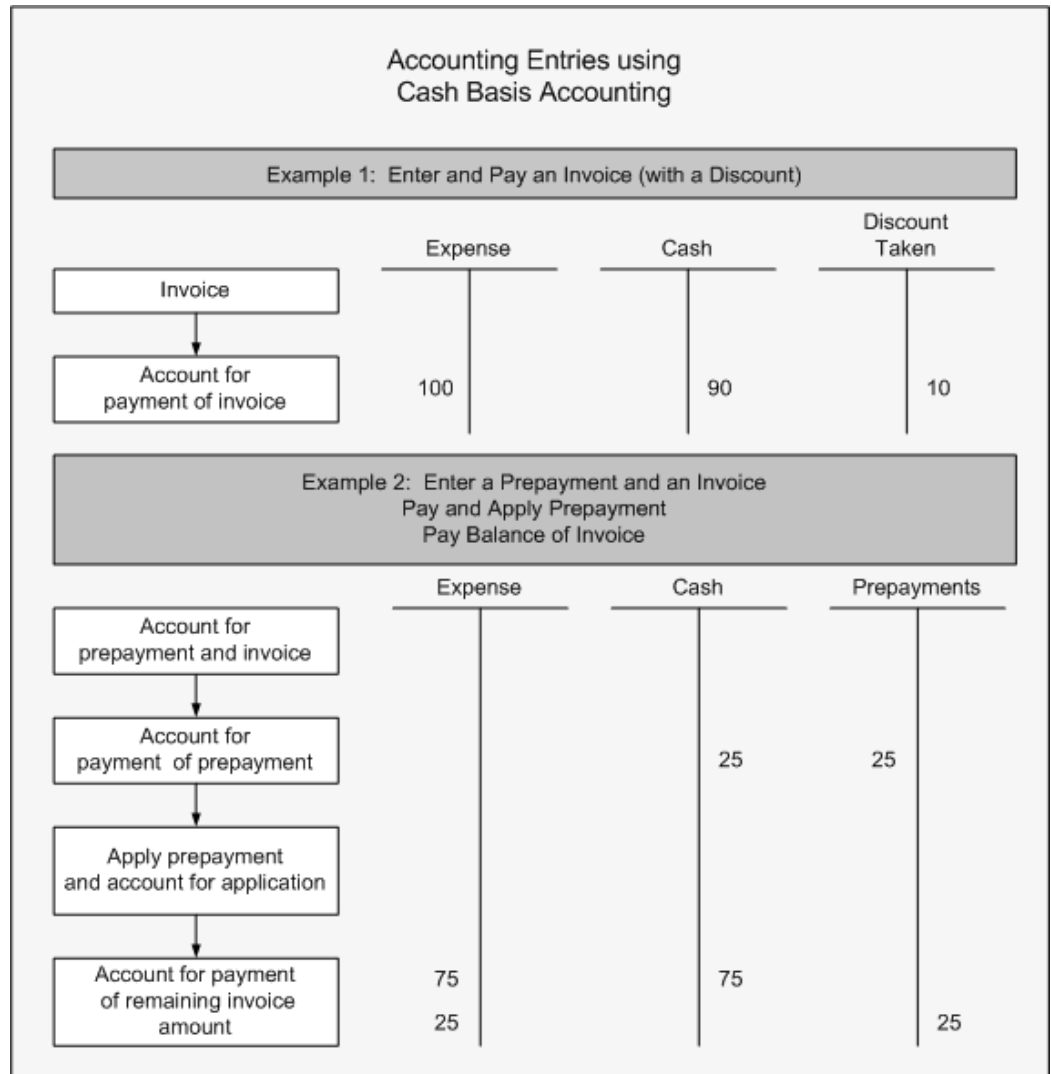 Accounting Entries using
Cash Basis Accounting
Example 1: Enter and Pay an Invoice (with a Discount)
Expense
Cash
Discount
Taken
Invoice
Account for
payment of invoice
100
90
10
Example 2: Enter a Prepayment and an Invoice
Pay and Apply Prepayment
Pay Balance of Invoice
Expense
Cash
Prepayments
Account for
prepayment and invoice
Account for
payment of prepayment
25
25
Apply prepayment
and account for application
Account for payment
of remaining invoice
amount
75
75
25
25